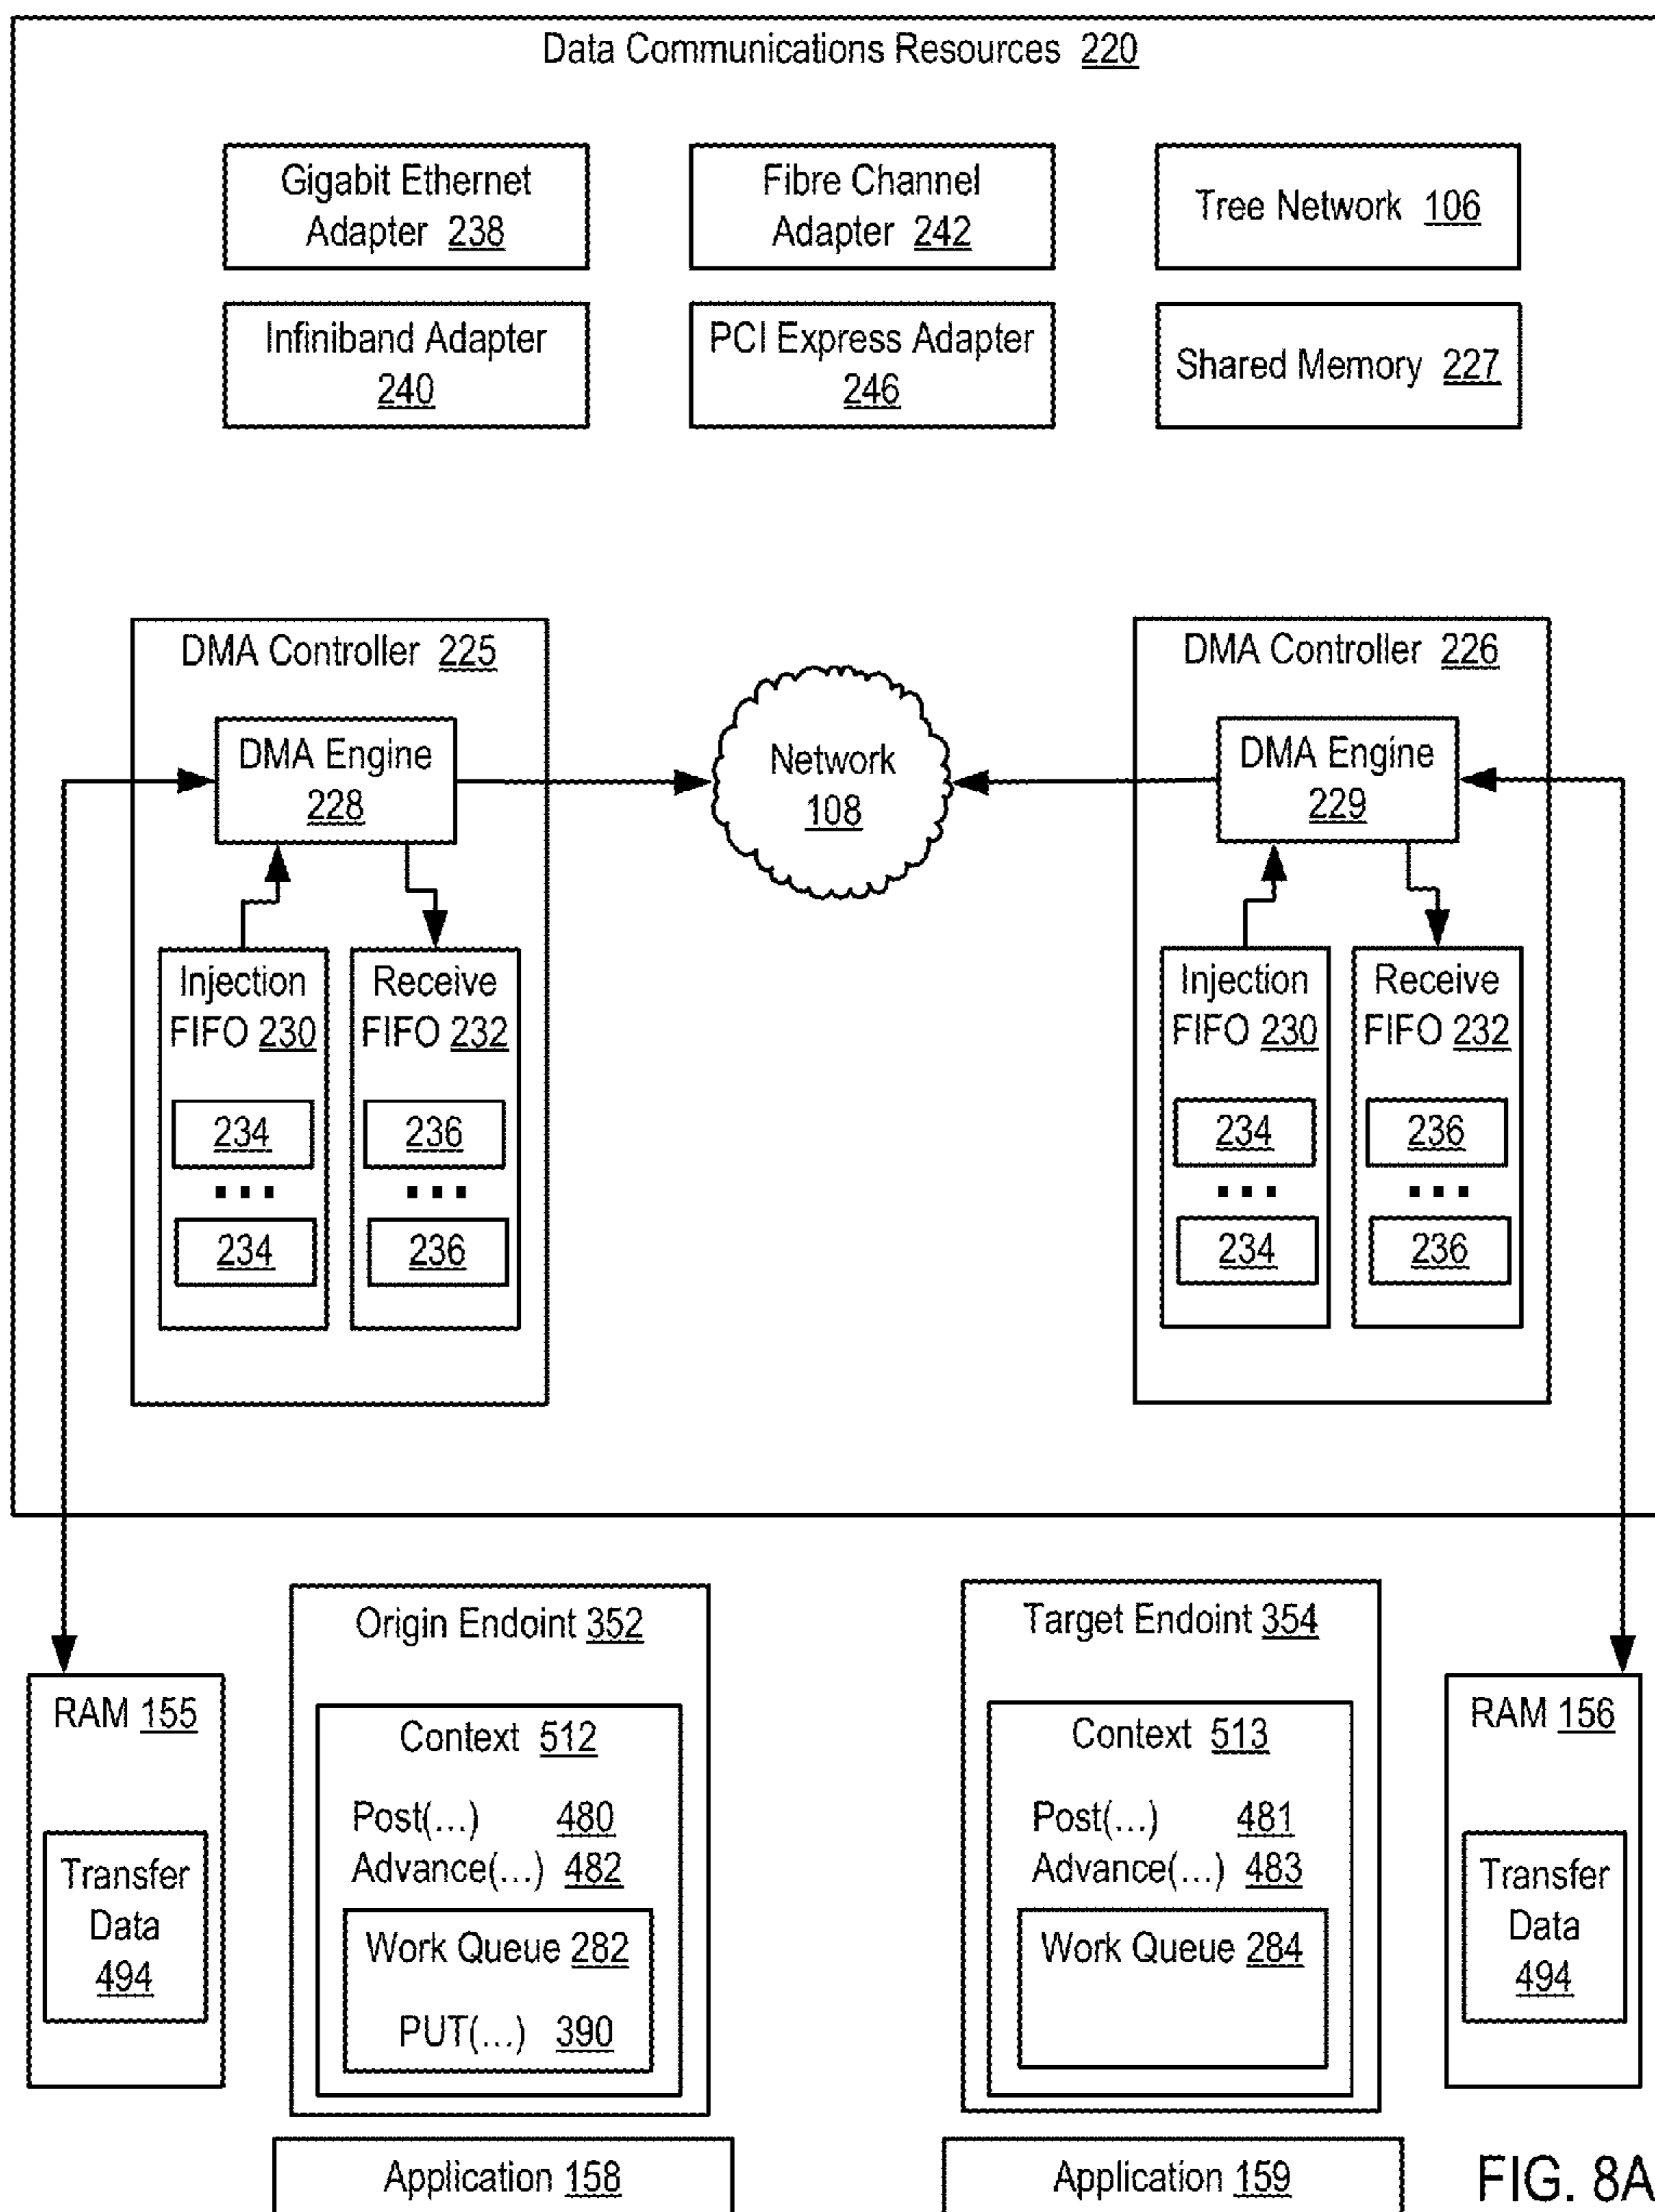 Data Communications Resources 220
Gigabit Ethernet
Adapter 238
Fibre Channel
Adapter 242
Tree Network 106
Infiniband Adapter
240
PCI Express Adapter
246
Shared Memory 227
DMA Controller 225
DMA Engine
228
Injection
FIFO 230
234
...
234
Receive
FIFO 232
236
...
236
Network
108
DMA Controller 226
DMA Engine
229
Injection
FIFO 230
234
...
234
Receive
FIFO 232
236
...
236
RAM 155
Transfer
Data
494
Origin Endoint 352
Context 512
Post(...) 480
Advance(...) 482
Work Queue 282
PUT(...) 390
Target Endoint 354
Context 513
Post(...) 481
Advance(...) 483
Work Queue 284
RAM 156
Transfer
Data
494
Application 158
Application 159
FIG. 8A